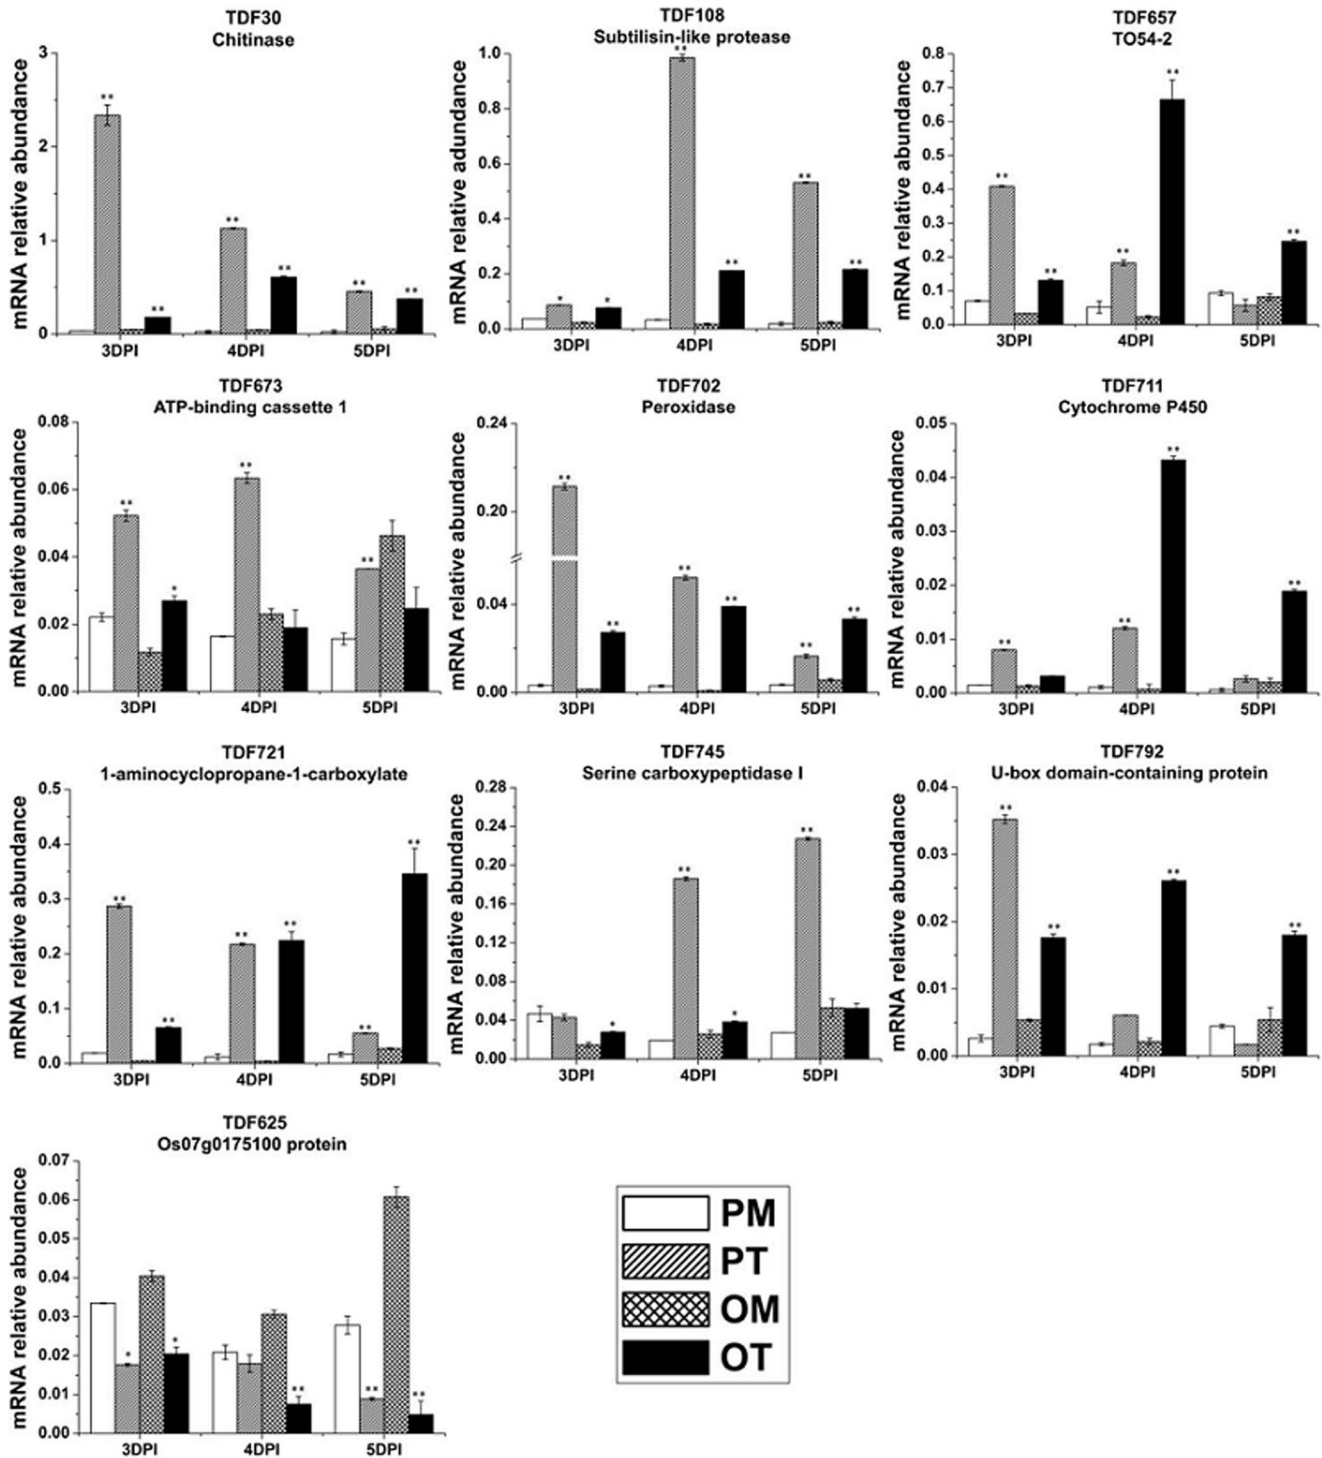 TDF30
Chitinase
mRNA relative abundance
3
2
1
0
**
**
**
**
**
**
3DPI
4DPI
5DPI
TDF108
Subtilisin-like protease
mRNA relative adundance
1.0
0.8
0.6
0.4
0.2
0.0
*
*
**
**
**
**
3DPI
4DPI
5DPI
TDF657
TO54-2
mRNA relative abundance
0.8
0.7
0.6
0.5
0.4
0.3
0.2
0.1
0.0
**
**
**
**
**
3DPI
4DPI
5DPI
TDF673
ATP-binding cassette 1
mRNA relative abundance
0.08
0.06
0.04
0.02
0.00
**
*
**
**
3DPI
4DPI
5DPI
TDF702
Peroxidase
mRNA relative abundance
0.24
0.20
0.04
0.00
**
**
**
**
**
**
3DPI
4DPI
5DPI
TDF711
Cytochrome P450
mRNA relative abundance
0.05
0.04
0.03
0.02
0.01
0.00
**
**
**
**
3DPI
4DPI
5DPI
TDF721
1-aminocyclopropane-1-carboxylate
mRNA relative abundance
0.5
0.4
0.3
0.2
0.1
0.0
**
**
**
**
**
**
3DPI
4DPI
5DPI
TDF745
Serine carboxypeptidase I
mRNA relative abundance
0.28
0.24
0.20
0.16
0.12
0.08
0.04
0.00
*
**
*
**
3DPI
4DPI
5DPI
TDF792
U-box domain-containing protein
mRNA relative abundance
0.04
0.03
0.02
0.01
0.00
**
**
**
**
3DPI
4DPI
5DPI
TDF625
Os07g0175100 protein
mRNA relative abundance
0.07
0.06
0.05
0.04
0.03
0.02
0.01
0.00
*
*
**
**
**
3DPI
4DPI
5DPI
PM
PT
OM
OT